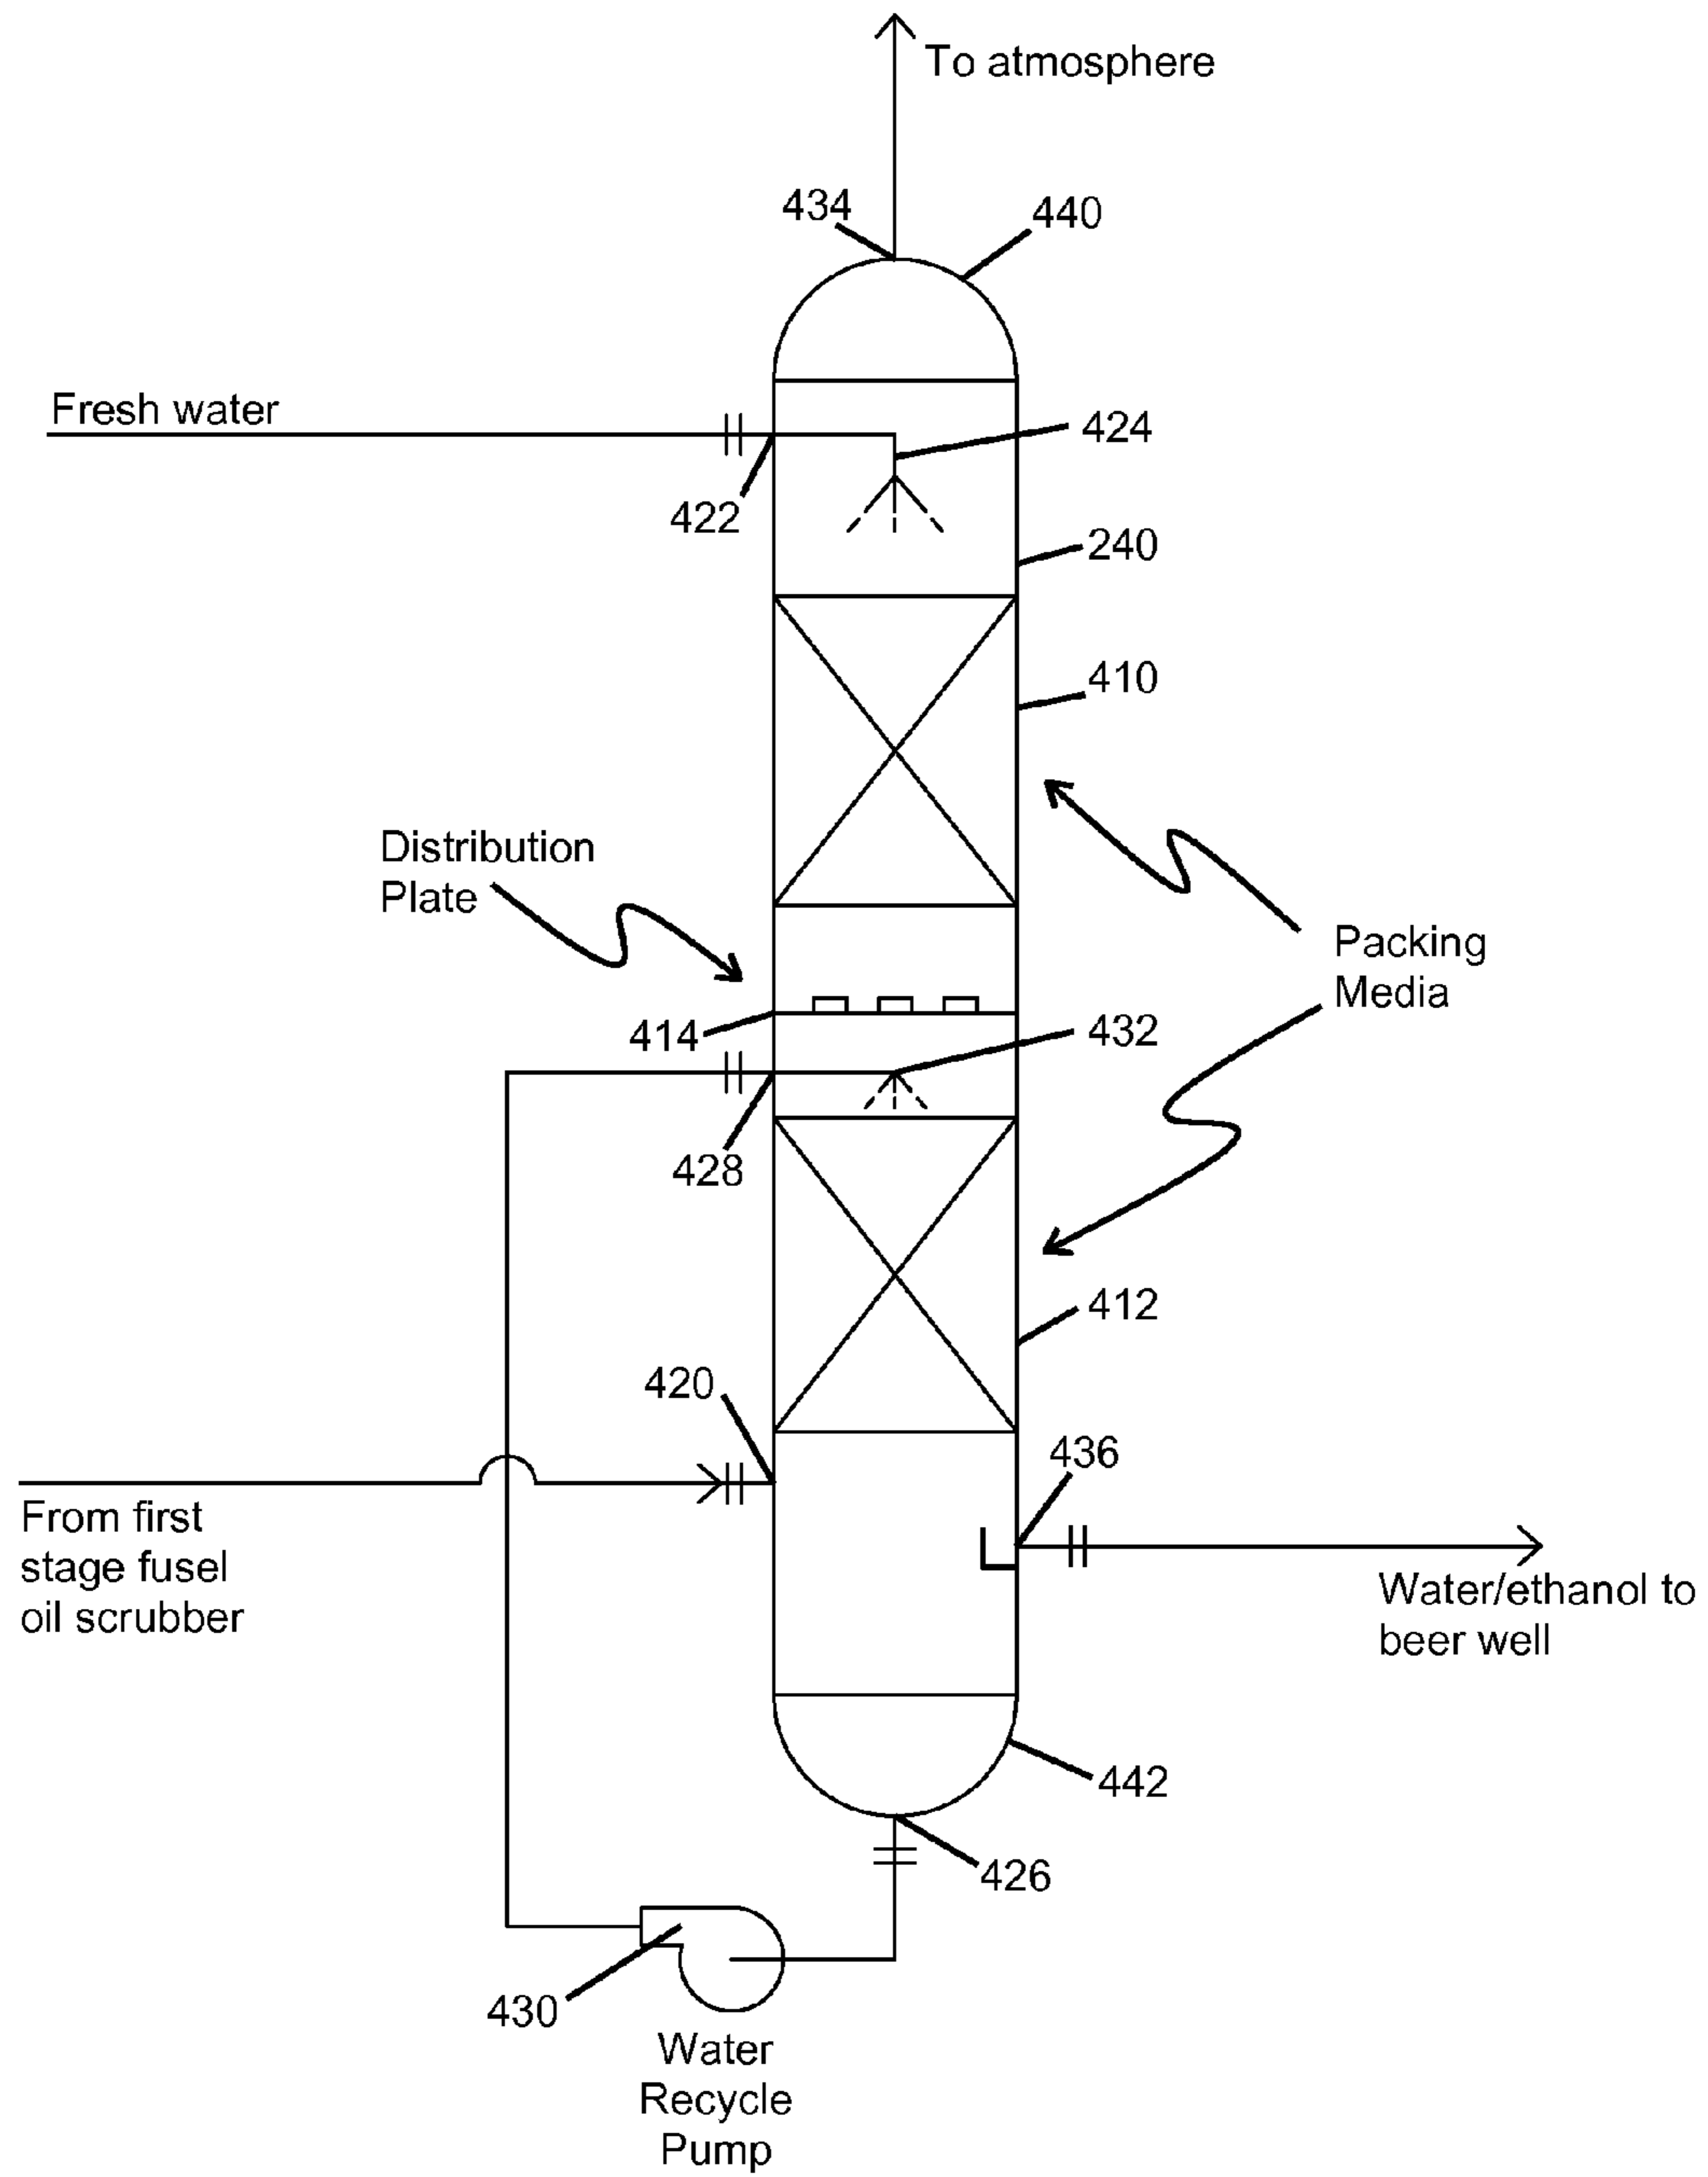 To atmosphere
434
440
Fresh water
424
422
240
410
Distribution
Plate
Packing
Media
414
432
428
412
420
436
From first
stage fusel
oil scrubber
Water/ethanol to
beer well
442
426
430
Water
Recycle
Pump